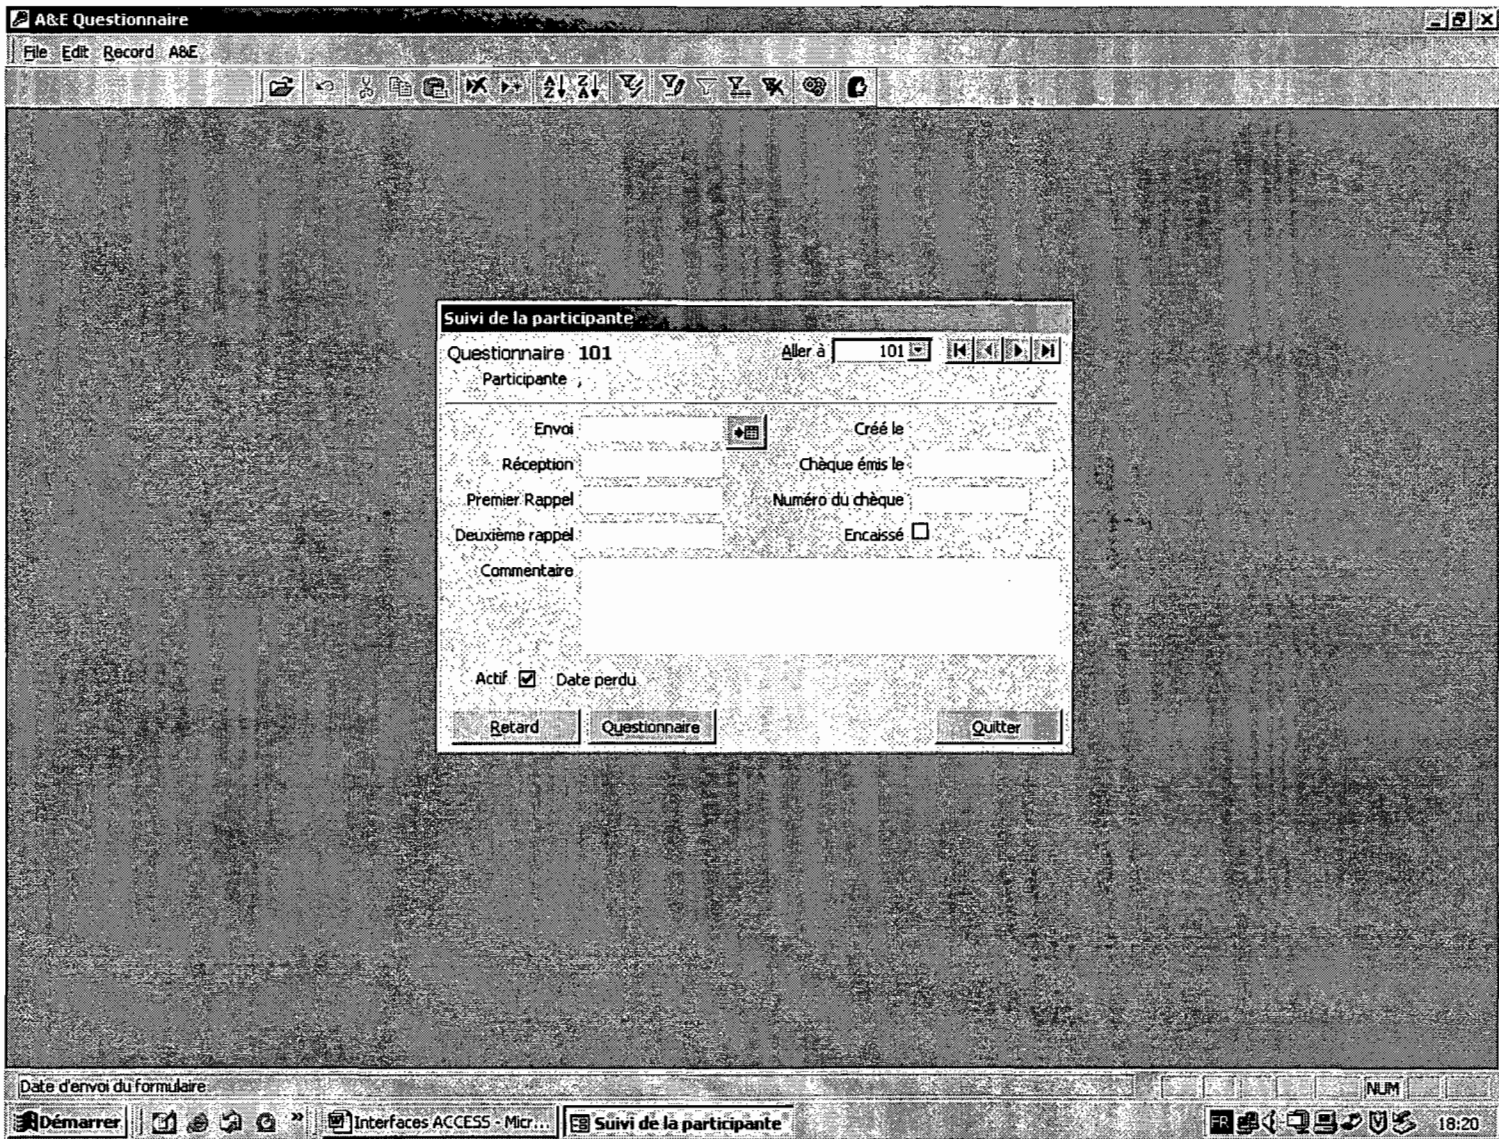 A&E Questionnaire
File Edit Record A&E
Suivi de la participante
Questionnaire 101 Aller à 101
Participante ,
Envoi Créé le
Réception Chèque émis le
Premier Rappel Numéro du chèque
Deuxième rappel Encaissé
Commentaire
Actif Date perdu
Retard Questionnaire Quitter
Date d'envoi du formulaire NUM
Démarrer » Interfaces ACCESS - Micr... Suivi de la participante FR 18:20